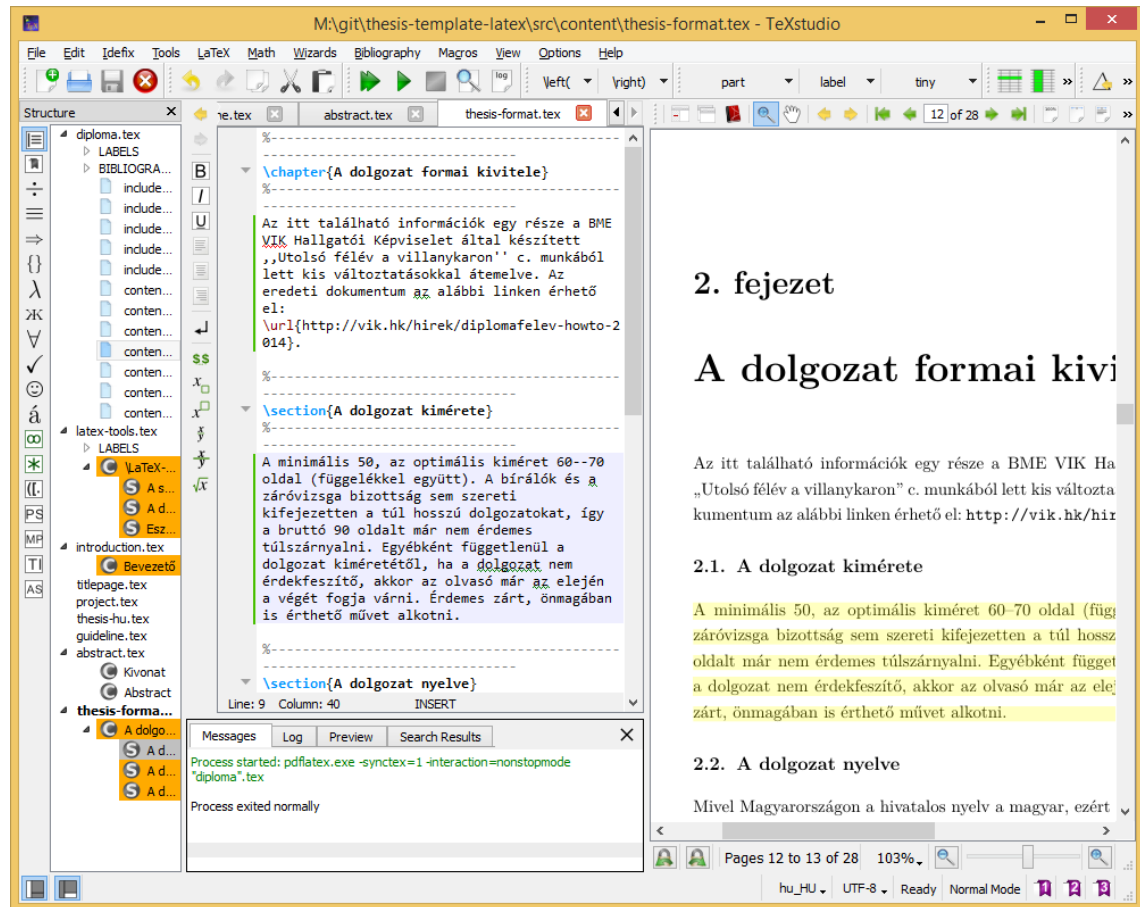 M:\git\thesis-template-latex\src\content\thesis-format.tex - TeXstudio
File Edit Idefix Tools LaTeX Math Wizards Bibliography Macros View Options Help
log \left( \right) part label tiny
Structure
ne.tex abstract.tex thesis-format.tex
12 of 28
diploma.tex
LABELS
BIBLIOGRA...
include...
include...
include...
include...
include...
conten...
conten...
conten...
conten...
conten...
conten...
conten...
latex-tools.tex
LABELS
\LaTeX-...
S A s...
S A d...
S Esz...
introduction.tex
Bevezető
titlepage.tex
project.tex
thesis-hu.tex
guideline.tex
abstract.tex
Kivonat
Abstract
thesis-forma...
A dolgo...
S A d...
S A d...
S A d...
PS
MP
TI
AS
B
I
U
$$
%--------------------------------------------
----------------------------
\chapter{A dolgozat formai kivitele}
%--------------------------------------------
----------------------------
Az itt található információk egy része a BME
VIK Hallgatói Képviselet által készített
,,Utolsó félév a villanykaron'' c. munkából
lett kis változtatásokkal átemelve. Az
eredeti dokumentum az alábbi linken érhető
el:
\url{http://vik.hk/hirek/diplomafelev-howto-2
014}.
%--------------------------------------------
----------------------------
\section{A dolgozat kimérete}
%--------------------------------------------
----------------------------
A minimális 50, az optimális kiméret 60--70
oldal (függelékkel együtt). A bírálók és a
záróvizsga bizottság sem szereti
kifejezetten a túl hosszú dolgozatokat, így
a bruttó 90 oldalt már nem érdemes
túlszárnyalni. Egyébként függetlenül a
dolgozat kiméretétől, ha a dolgozat nem
érdekfeszítő, akkor az olvasó már az elején
a végét fogja várni. Érdemes zárt, önmagában
is érthető művet alkotni.
%--------------------------------------------
----------------------------
\section{A dolgozat nyelve}
Line: 9 Column: 40 INSERT
Messages Log Preview Search Results
Process started: pdflatex.exe -synctex=1 -interaction=nonstopmode
"diploma".tex
Process exited normally
2. fejezet
A dolgozat formai kivi
Az itt található információk egy része a BME VIK Ha
„Utolsó félév a villanykaron” c. munkából lett kis változta
kumentum az alábbi linken érhető el: http://vik.hk/hir
2.1. A dolgozat kimérete
A minimális 50, az optimális kiméret 60–70 oldal (függ
záróvizsga bizottság sem szereti kifejezetten a túl hossz
oldalt már nem érdemes túlszárnyalni. Egyébként függet
a dolgozat nem érdekfeszítő, akkor az olvasó már az elej
zárt, önmagában is érthető művet alkotni.
2.2. A dolgozat nyelve
Mivel Magyarországon a hivatalos nyelv a magyar, ezért
Pages 12 to 13 of 28 103%
hu_HU UTF-8 Ready Normal Mode 1 2 3